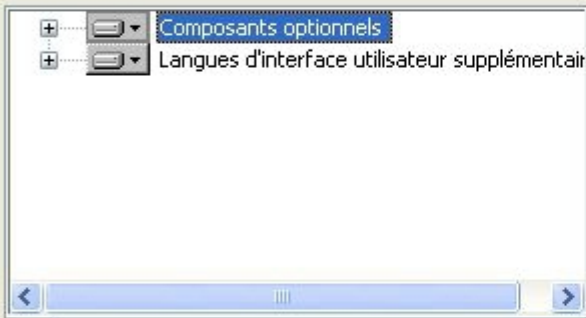 Composants optionnels
Langues d'interface utilisateur supplémentair